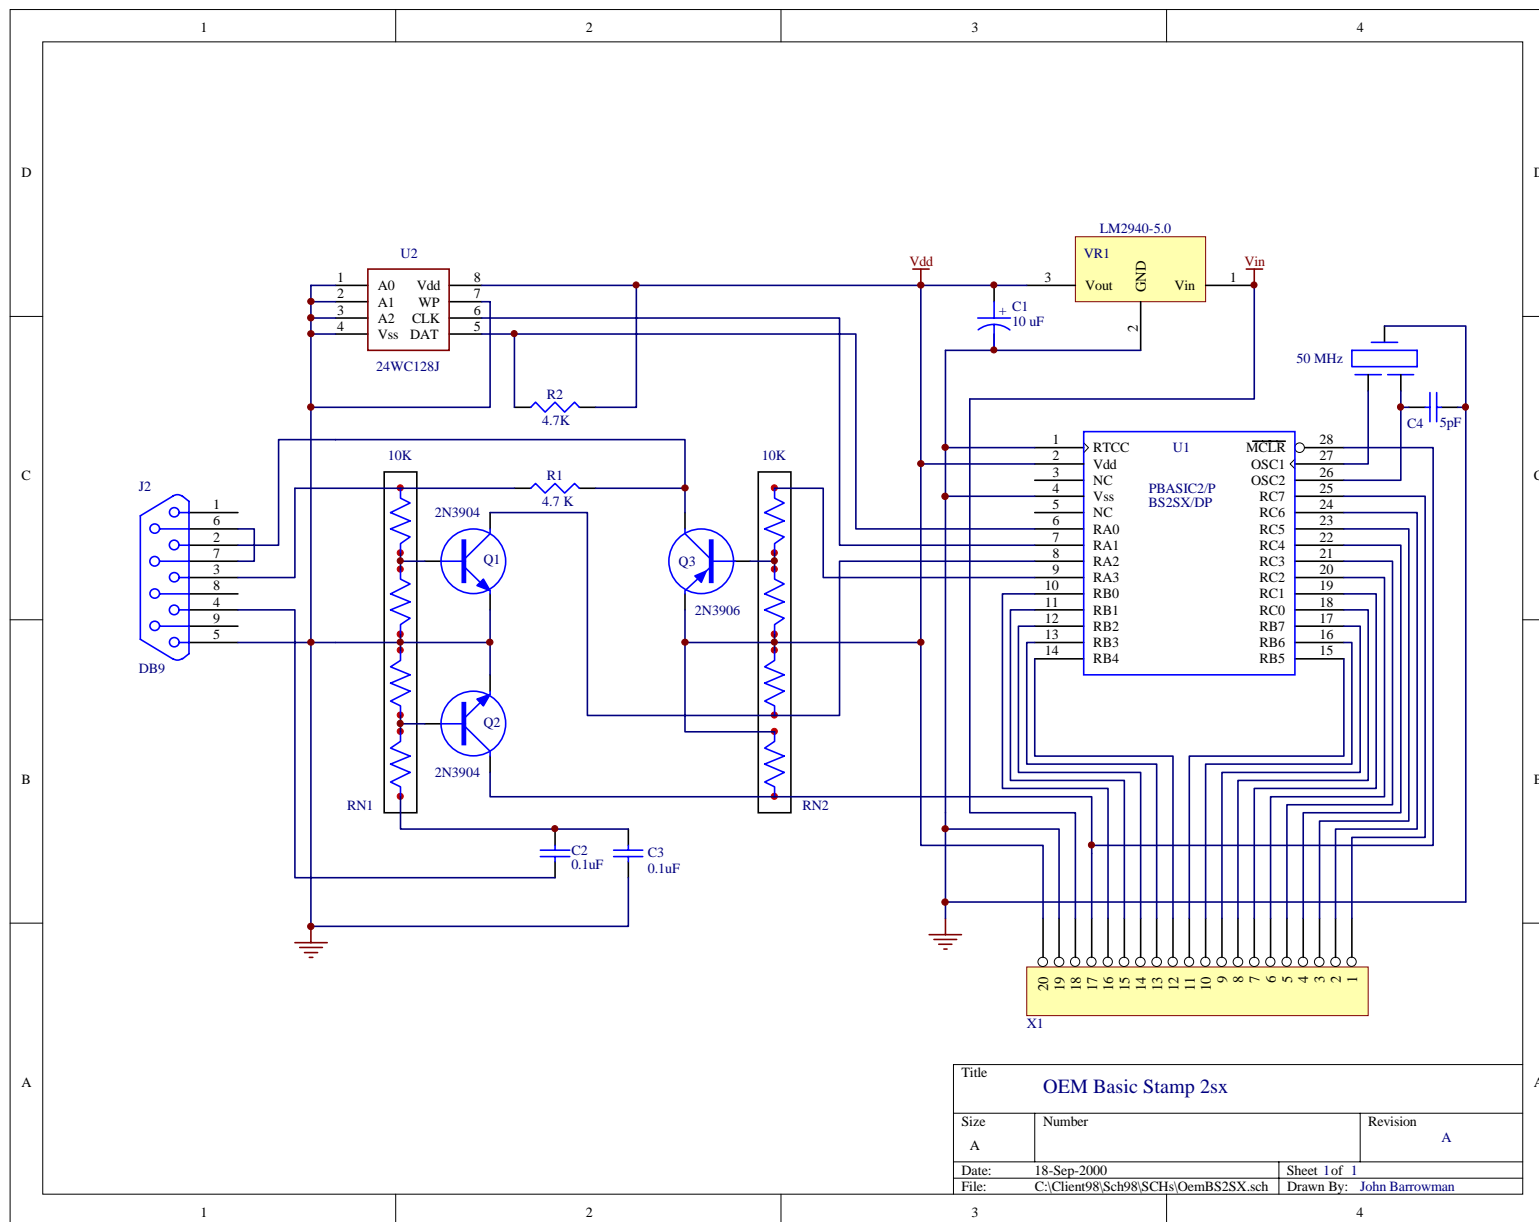 1 2 3 4
D D
C C
B B
A A
U2
1 A0 Vdd 8
2 A1 WP 7
3 A2 CLK 6
4 Vss DAT 5
24WC128J
R2
4.7K
Vdd
LM2940-5.0
VR1
3 Vout GND Vin 1
2
Vin
+ C1
10 uF
50 MHz
C4 5pF
10K
R1
4.7 K
10K
J2
1
6
2
7
3
8
4
9
5
DB9
2N3904
Q1
Q3
2N3906
Q2
2N3904
RN1
RN2
C2
0.1uF
C3
0.1uF
U1
PBASIC2/P
BS2SX/DP
1 RTCC MCLR 28
2 Vdd OSC1 27
3 NC OSC2 26
4 Vss RC7 25
5 NC RC6 24
6 RA0 RC5 23
7 RA1 RC4 22
8 RA2 RC3 21
9 RA3 RC2 20
10 RB0 RC1 19
11 RB1 RC0 18
12 RB2 RB7 17
13 RB3 RB6 16
14 RB4 RB5 15
20 19 18 17 16 15 14 13 12 11 10 9 8 7 6 5 4 3 2 1
X1
Title
OEM Basic Stamp 2sx
Size Number Revision
A A
Date: 18-Sep-2000 Sheet 1 of 1
File: C:\Client98\Sch98\SCHs\OemBS2SX.sch Drawn By: John Barrowman
1 2 3 4